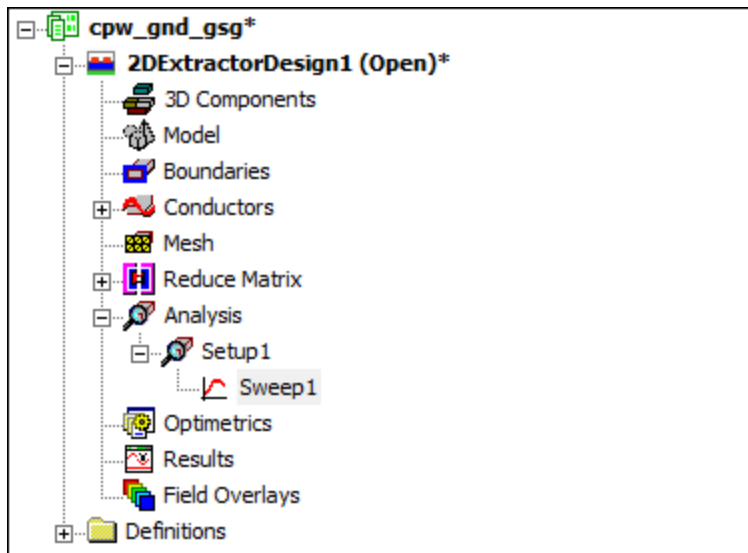 cpw_gnd_gsg*
2DExtractorDesign1 (Open)*
3D Components
Model
Boundaries
Conductors
Mesh
Reduce Matrix
Analysis
Setup1
Sweep1
Optimetrics
Results
Field Overlays
Definitions